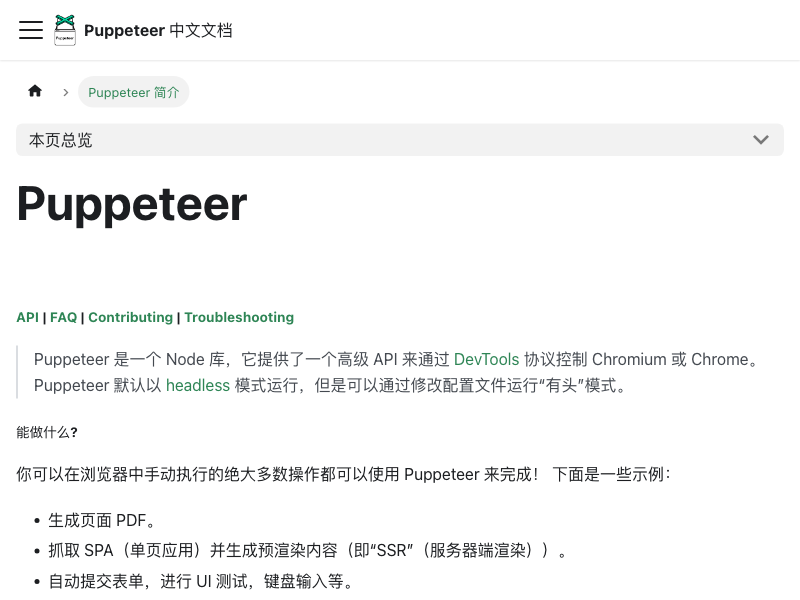 Puppeteer 中文文档
Puppeteer 简介
本页总览
Puppeteer
API | FAQ | Contributing | Troubleshooting
Puppeteer 是一个 Node 库，它提供了一个高级 API 来通过 DevTools 协议控制 Chromium 或 Chrome。
Puppeteer 默认以 headless 模式运行，但是可以通过修改配置文件运行“有头”模式。
能做什么?
你可以在浏览器中手动执行的绝大多数操作都可以使用 Puppeteer 来完成！ 下面是一些示例：
• 生成页面 PDF。
• 抓取 SPA（单页应用）并生成预渲染内容（即“SSR”（服务器端渲染））。
• 自动提交表单，进行 UI 测试，键盘输入等。